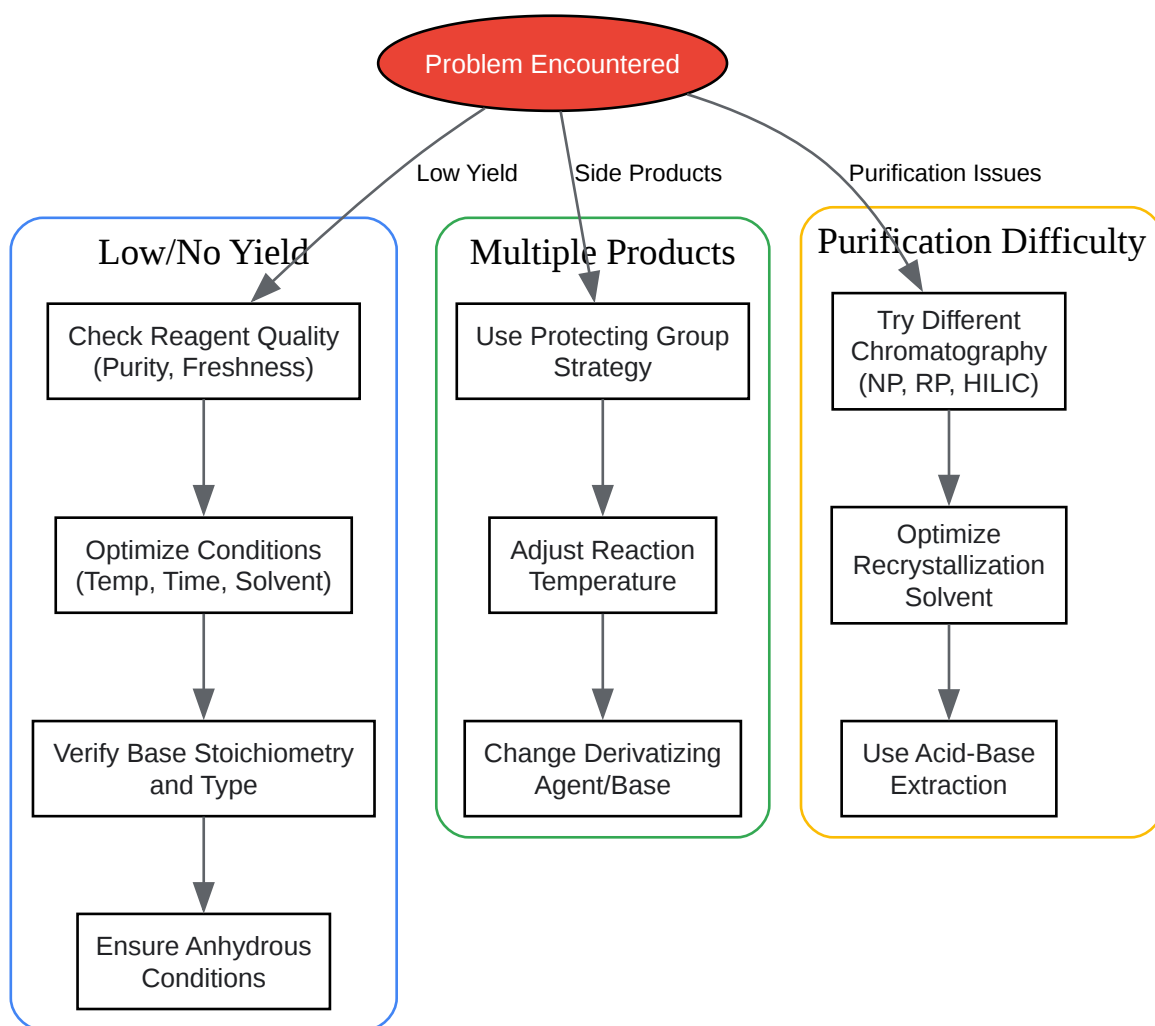 Problem Encountered
Low Yield
Side Products
Purification Issues
Low/No Yield
Check Reagent Quality
(Purity, Freshness)
Optimize Conditions
(Temp, Time, Solvent)
Verify Base Stoichiometry
and Type
Ensure Anhydrous
Conditions
Multiple Products
Use Protecting Group
Strategy
Adjust Reaction
Temperature
Change Derivatizing
Agent/Base
Purification Difficulty
Try Different
Chromatography
(NP, RP, HILIC)
Optimize
Recrystallization
Solvent
Use Acid-Base
Extraction